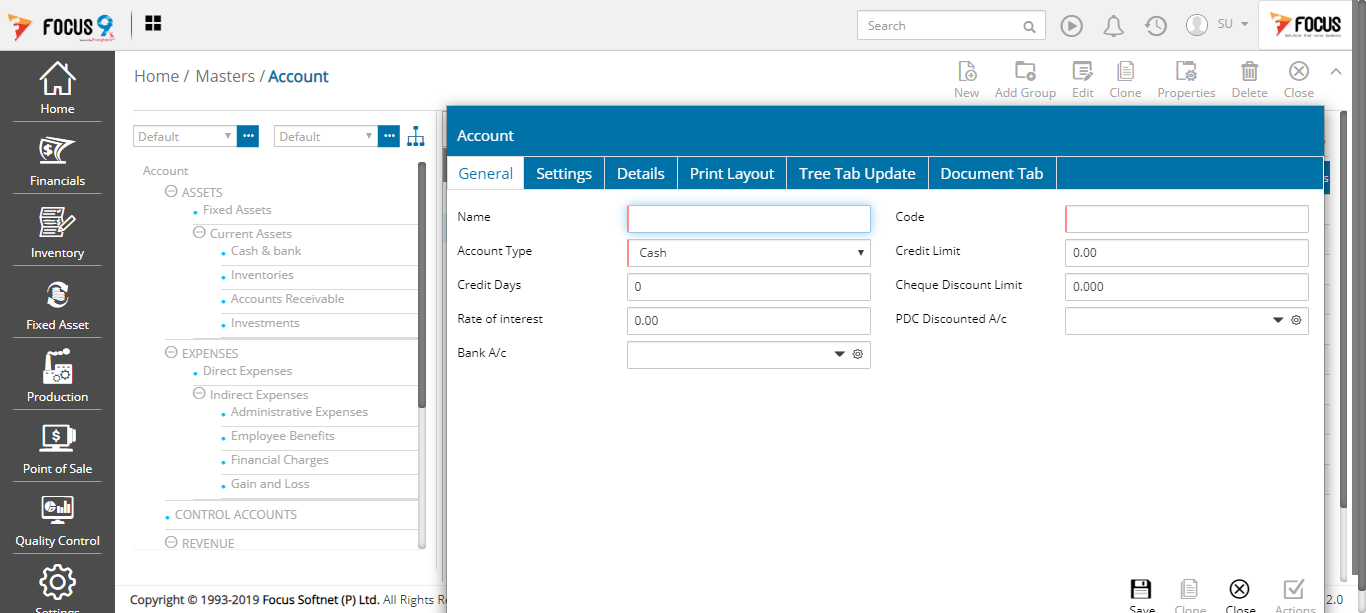 FOCUS 9
Search
SU
FOCUS
Home
Financials
Inventory
Fixed Asset
Production
Point of Sale
Quality Control
Settings
Home / Masters / Account
New
Add Group
Edit
Clone
Properties
Delete
Close
Default
Default
Account
ASSETS
Fixed Assets
Current Assets
Cash & bank
Inventories
Accounts Receivable
Investments
EXPENSES
Direct Expenses
Indirect Expenses
Administrative Expenses
Employee Benefits
Financial Charges
Gain and Loss
CONTROL ACCOUNTS
REVENUE
Account
General
Settings
Details
Print Layout
Tree Tab Update
Document Tab
Name
Code
Account Type
Cash
Credit Limit
0.00
Credit Days
0
Cheque Discount Limit
0.000
Rate of interest
0.00
PDC Discounted A/c
Bank A/c
Save
Clone
Close
Actions
Copyright © 1993-2019 Focus Softnet (P) Ltd. All Rights R
2.0